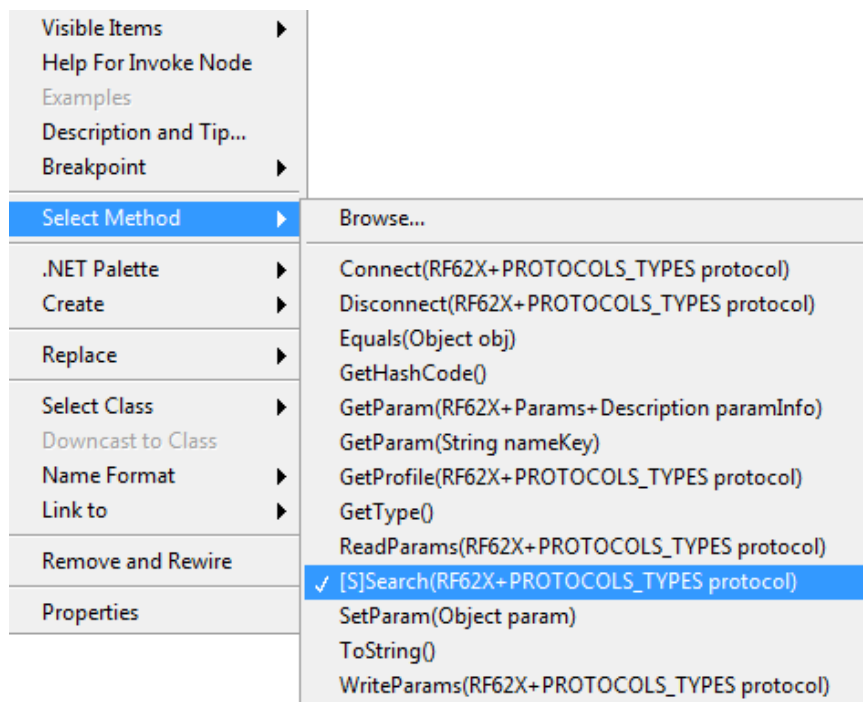 Visible Items
Help For Invoke Node
Examples
Description and Tip...
Breakpoint
Select Method
.NET Palette
Create
Replace
Select Class
Downcast to Class
Name Format
Link to
Remove and Rewire
Properties
Browse...
Connect(RF62X+PROTOCOLS_TYPES protocol)
Disconnect(RF62X+PROTOCOLS_TYPES protocol)
Equals(Object obj)
GetHashCode()
GetParam(RF62X+Params+Description paramInfo)
GetParam(String nameKey)
GetProfile(RF62X+PROTOCOLS_TYPES protocol)
GetType()
ReadParams(RF62X+PROTOCOLS_TYPES protocol)
[S]Search(RF62X+PROTOCOLS_TYPES protocol)
SetParam(Object param)
ToString()
WriteParams(RF62X+PROTOCOLS_TYPES protocol)